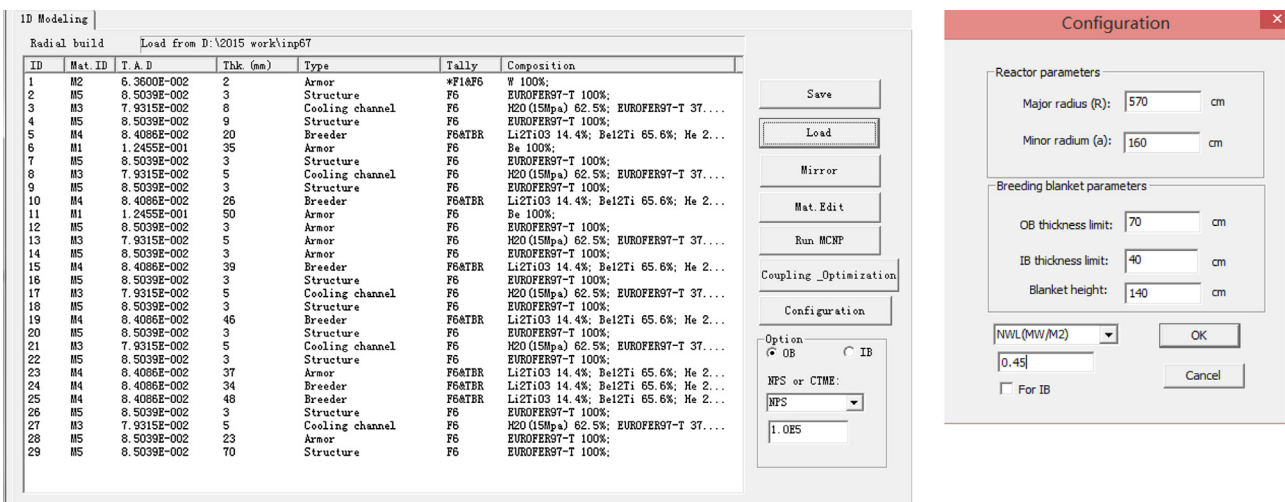 1D Modeling
Radial build Load from D:\2015 work\inp67
ID Mat.ID T.A.D Thk.(mm) Type Tally Composition
1 M2 6.3600E-002 2 Armor *F1&F6 W 100%;
2 M5 8.5039E-002 3 Structure F6 EUROFER97-T 100%;
3 M3 7.9315E-002 8 Cooling channel F6 H2O(15Mpa) 62.5%; EUROFER97-T 37....
4 M5 8.5039E-002 9 Structure F6 EUROFER97-T 100%;
5 M4 8.4086E-002 20 Breeder F6&TBR Li2TiO3 14.4%; Be12Ti 65.6%; He 2...
6 M1 1.2455E-001 35 Armor F6 Be 100%;
7 M5 8.5039E-002 3 Structure F6 EUROFER97-T 100%;
8 M3 7.9315E-002 5 Cooling channel F6 H2O(15Mpa) 62.5%; EUROFER97-T 37....
9 M5 8.5039E-002 3 Structure F6 EUROFER97-T 100%;
10 M4 8.4086E-002 26 Breeder F6&TBR Li2TiO3 14.4%; Be12Ti 65.6%; He 2...
11 M1 1.2455E-001 50 Armor F6 Be 100%;
12 M5 8.5039E-002 3 Armor F6 EUROFER97-T 100%;
13 M3 7.9315E-002 5 Armor F6 H2O(15Mpa) 62.5%; EUROFER97-T 37....
14 M5 8.5039E-002 3 Armor F6 EUROFER97-T 100%;
15 M4 8.4086E-002 39 Breeder F6&TBR Li2TiO3 14.4%; Be12Ti 65.6%; He 2...
16 M5 8.5039E-002 3 Structure F6 EUROFER97-T 100%;
17 M3 7.9315E-002 5 Cooling channel F6 H2O(15Mpa) 62.5%; EUROFER97-T 37....
18 M5 8.5039E-002 3 Structure F6 EUROFER97-T 100%;
19 M4 8.4086E-002 46 Breeder F6&TBR Li2TiO3 14.4%; Be12Ti 65.6%; He 2...
20 M5 8.5039E-002 3 Structure F6 EUROFER97-T 100%;
21 M3 7.9315E-002 5 Cooling channel F6 H2O(15Mpa) 62.5%; EUROFER97-T 37....
22 M5 8.5039E-002 3 Structure F6 EUROFER97-T 100%;
23 M4 8.4086E-002 37 Armor F6&TBR Li2TiO3 14.4%; Be12Ti 65.6%; He 2...
24 M4 8.4086E-002 34 Breeder F6&TBR Li2TiO3 14.4%; Be12Ti 65.6%; He 2...
25 M4 8.4086E-002 48 Breeder F6&TBR Li2TiO3 14.4%; Be12Ti 65.6%; He 2...
26 M5 8.5039E-002 3 Structure F6 EUROFER97-T 100%;
27 M3 7.9315E-002 5 Cooling channel F6 H2O(15Mpa) 62.5%; EUROFER97-T 37....
28 M5 8.5039E-002 23 Armor F6 EUROFER97-T 100%;
29 M5 8.5039E-002 70 Structure F6 EUROFER97-T 100%;
Save
Load
Mirror
Mat.Edit
Run MCNP
Coupling _Optimization
Configuration
Option
OB IB
NPS or CTME:
NPS
1.0E5
Configuration
Reactor parameters
Major radius (R): 570 cm
Minor radium (a): 160 cm
Breeding blanket parameters
OB thickness limit: 70 cm
IB thickness limit: 40 cm
Blanket height: 140 cm
NWL(MW/M2) OK
0.45
Cancel
For IB